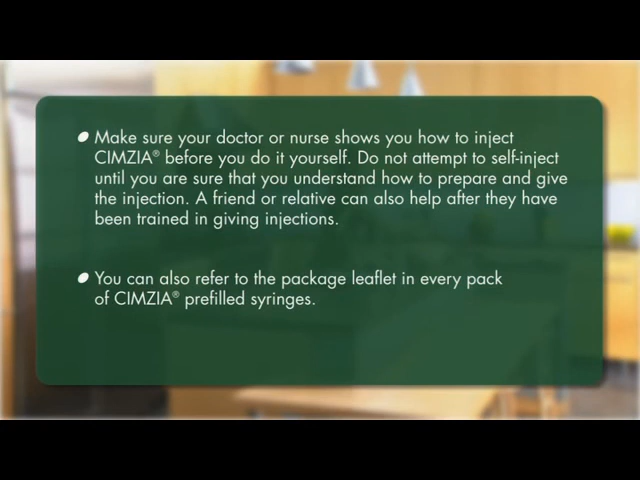 Make sure your doctor or nurse shows you how to inject
CIMZIA® before you do it yourself. Do not attempt to self-inject
until you are sure that you understand how to prepare and give
the injection. A friend or relative can also help after they have
been trained in giving injections.
You can also refer to the package leaflet in every pack
of CIMZIA® prefilled syringes.